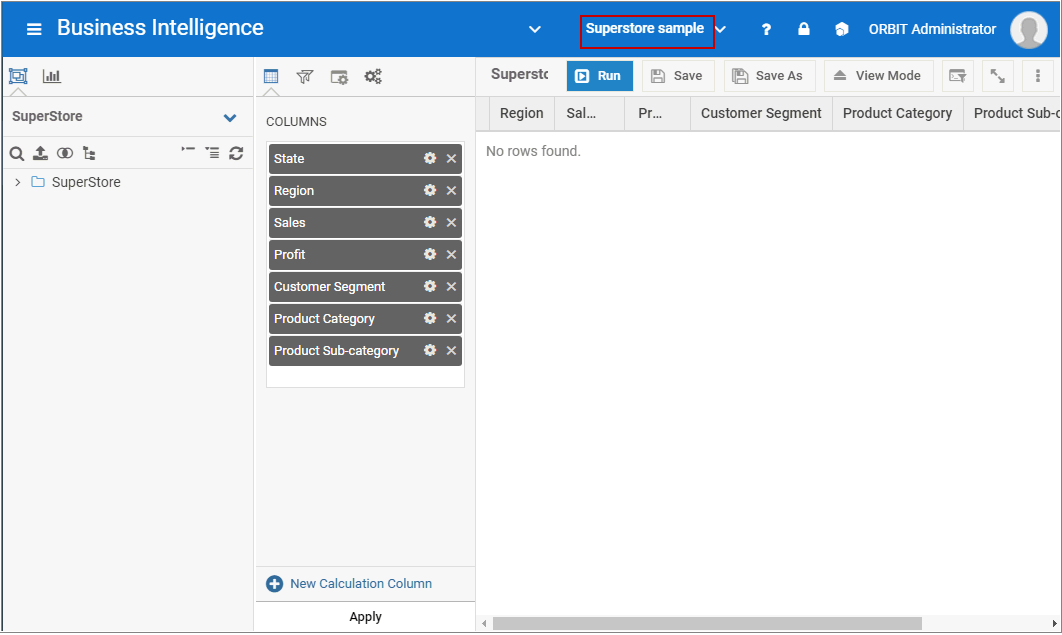 Business Intelligence
Superstore sample
?
ORBIT Administrator
Superstc
Run
Save
Save As
View Mode
SuperStore
SuperStore
COLUMNS
State
Region
Sales
Profit
Customer Segment
Product Category
Product Sub-category
New Calculation Column
Apply
Region Sal... Pr... Customer Segment Product Category Product Sub-c
No rows found.